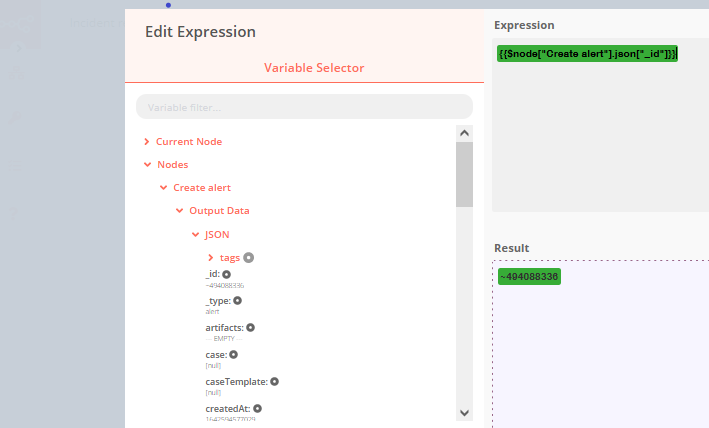 Edit Expression
Variable Selector
Variable filter...
Current Node
Nodes
Create alert
Output Data
JSON
tags
_id:
~494088336
_type:
alert
artifacts:
--- EMPTY ---
case:
[null]
caseTemplate:
[null]
createdAt:
1642594577029
Expression
{{$node["Create alert"].json["_id"]}}
Result
~494088336